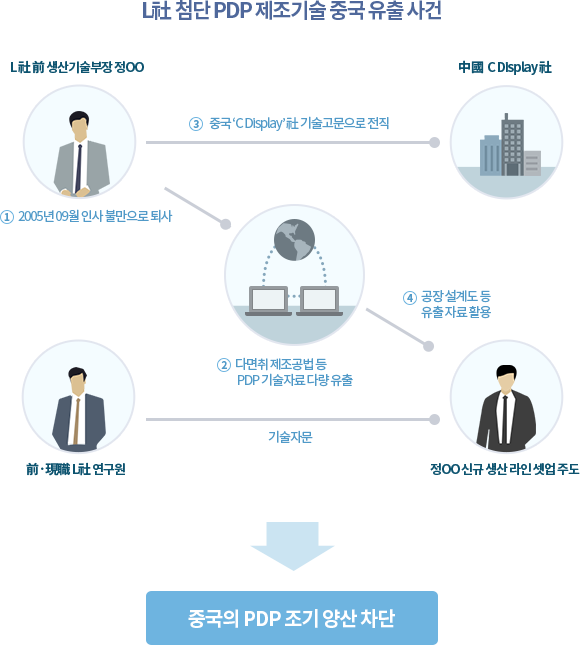 L社 첨단 PDP 제조기술 중국 유출 사건
L社 前 생산기술부장 정OO
中國 C DIsplay社
③ 중국 ‘C Display’社 기술고문으로 전직
① 2005년 09월 인사 불만으로 퇴사
④ 공장 설계도 등
유출 자료 활용
② 다면취 제조공법 등
PDP 기술자료 다량 유출
기술자문
前·現職 L社 연구원
정OO 신규 생산 라인 셋업 주도
중국의 PDP 조기 양산 차단